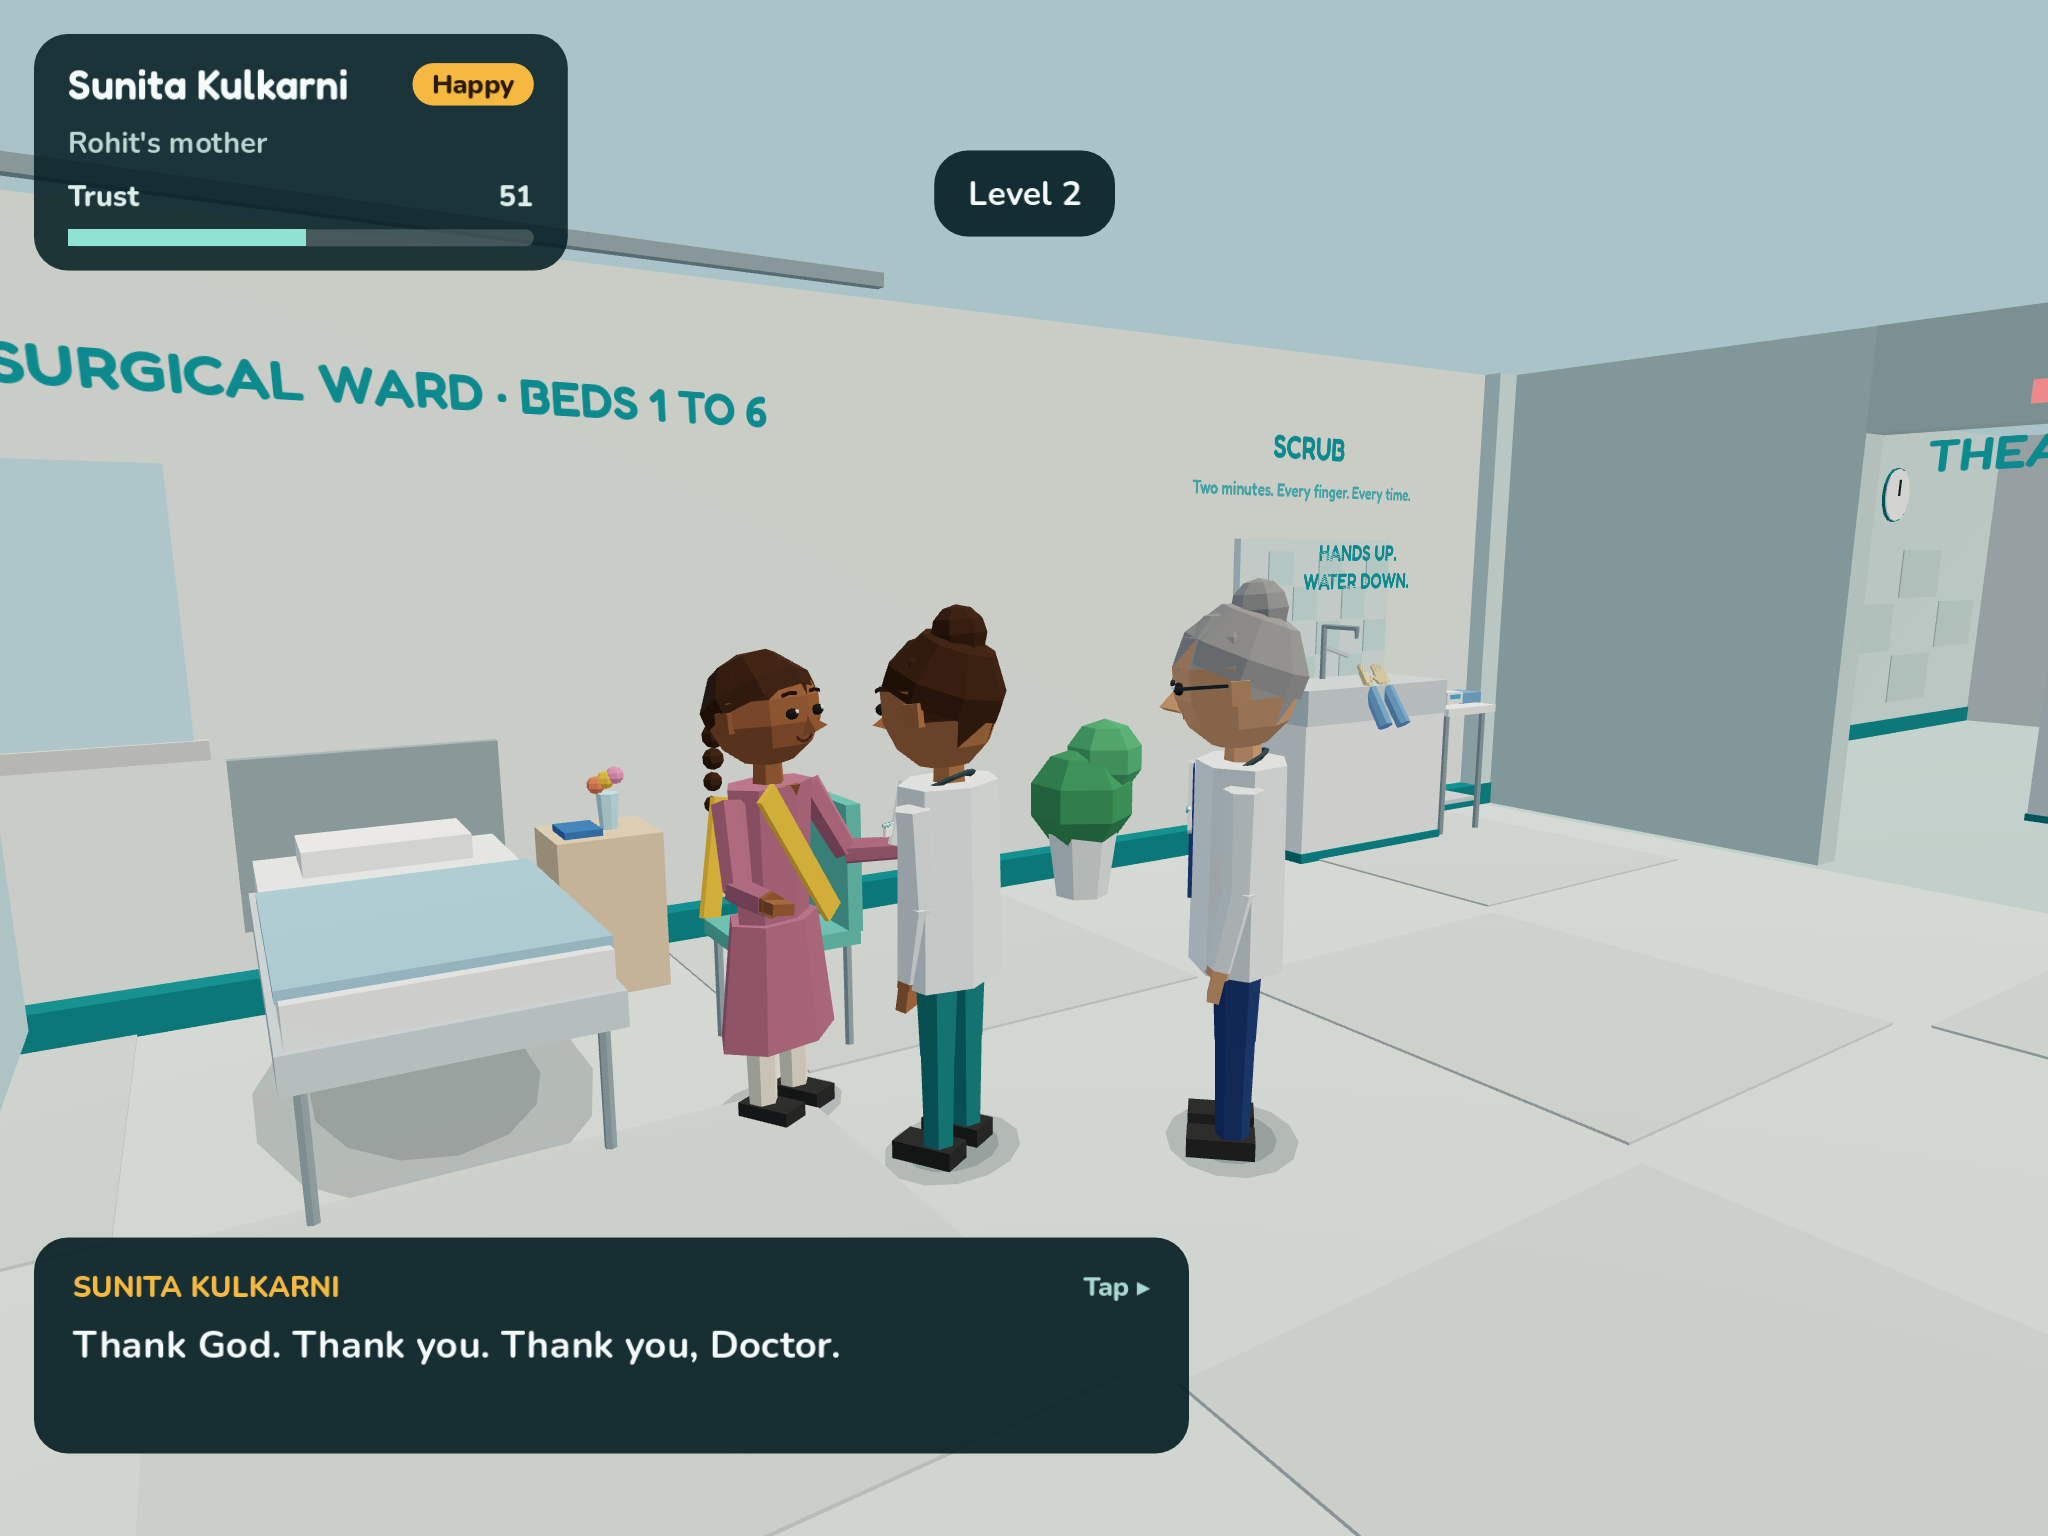 Sunita Kulkarni
Happy
Rohit's mother
Trust
51
Level 2
SURGICAL WARD · BEDS 1 TO 6
SCRUB
Two minutes. Every finger. Every time.
HANDS UP.
WATER DOWN.
SUNITA KULKARNI
Tap ▸
Thank God. Thank you. Thank you, Doctor.